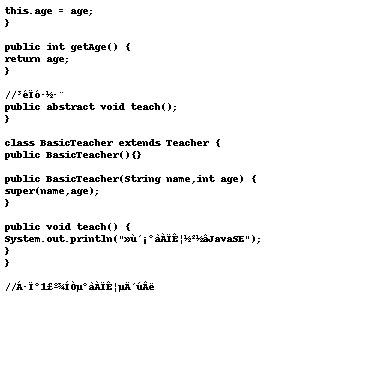 this.age = age;
}
public int getAge() {
return age;
}
//³éÏó·½·¨
public abstract void teach();
}
class BasicTeacher extends Teacher {
public BasicTeacher(){}
public BasicTeacher(String name,int age) {
super(name,age);
}
public void teach() {
System.out.println("»ù´¡°àÀÏÊ¦½²½âJavaSE");
}
}
//Á·Ï°1£º¾ÍÒµ°àÀÏÊ¦µÄ´úÂë